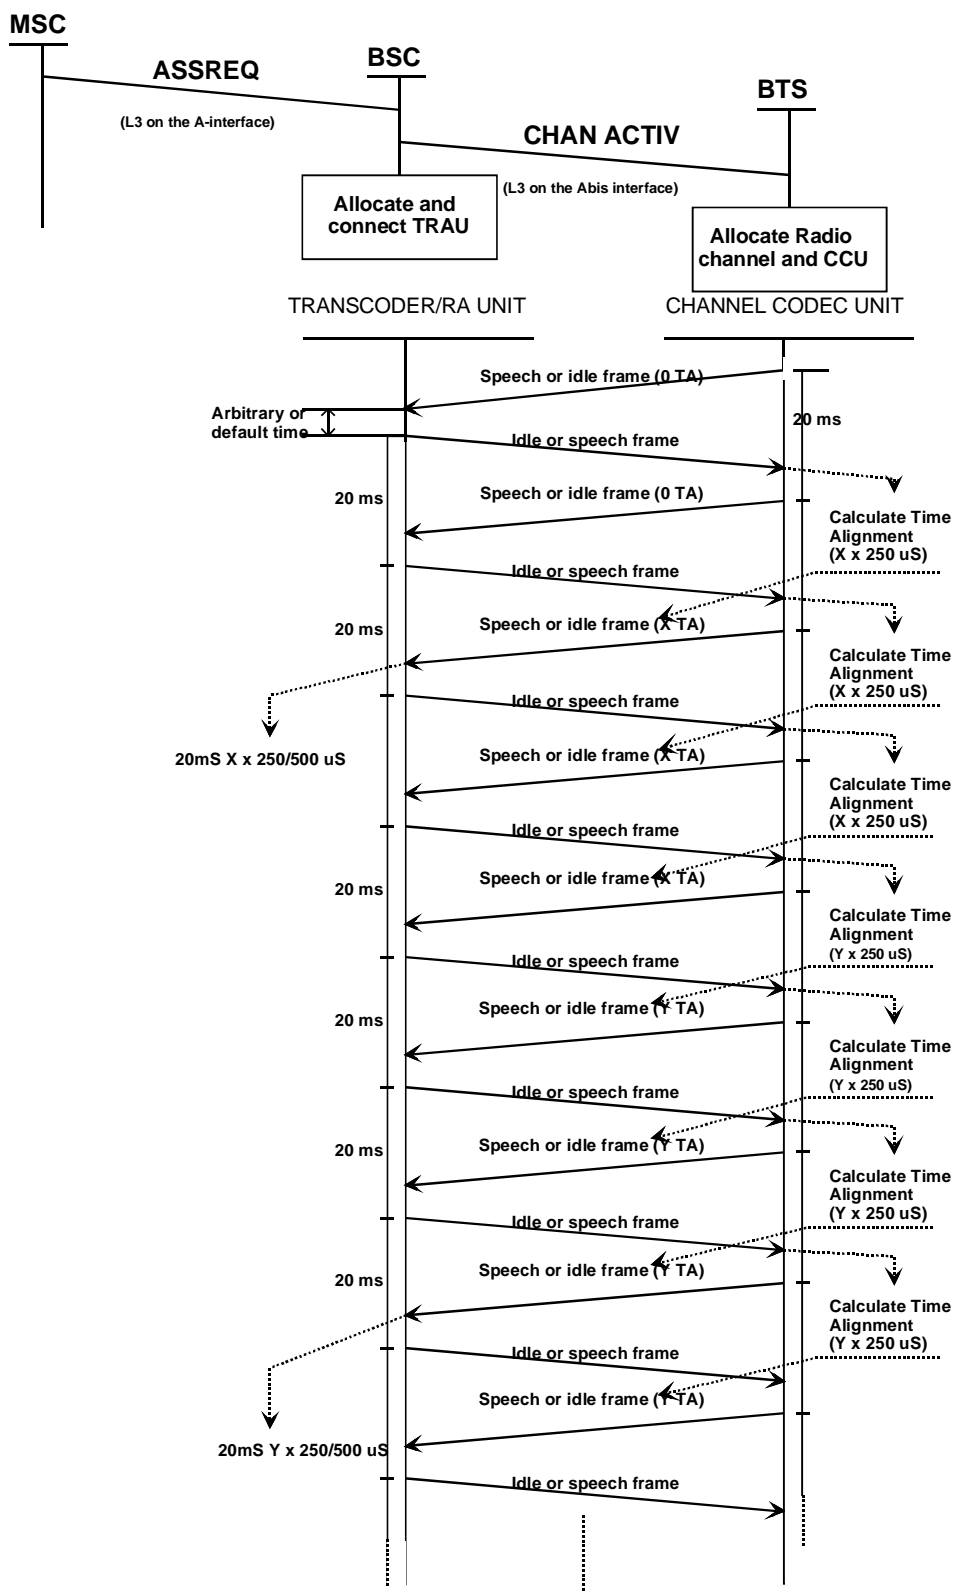 MSC
BSC
ASSREQ
BTS
(L3 on the A-interface)
CHAN ACTIV
(L3 on the Abis interface)
Allocate and
connect TRAU
Allocate Radio
channel and CCU
TRANSCODER/RA UNIT
CHANNEL CODEC UNIT
Speech or idle frame (0 TA)
Arbitrary or
default time
20 ms
Idle or speech frame
20 ms
Speech or idle frame (0 TA)
Calculate Time
Alignment
(X x 250 uS)
Idle or speech frame
20 ms
Speech or idle frame (X TA)
Calculate Time
Alignment
(X x 250 uS)
Idle or speech frame
20mS X x 250/500 uS
Speech or idle frame (X TA)
Calculate Time
Alignment
(X x 250 uS)
Idle or speech frame
20 ms
Speech or idle frame (X TA)
Calculate Time
Alignment
(Y x 250 uS)
Idle or speech frame
20 ms
Speech or idle frame (Y TA)
Calculate Time
Alignment
(Y x 250 uS)
Idle or speech frame
20 ms
Speech or idle frame (Y TA)
Calculate Time
Alignment
(Y x 250 uS)
Idle or speech frame
20 ms
Speech or idle frame (Y TA)
Calculate Time
Alignment
(Y x 250 uS)
Idle or speech frame
Speech or idle frame (Y TA)
20mS Y x 250/500 uS
Idle or speech frame